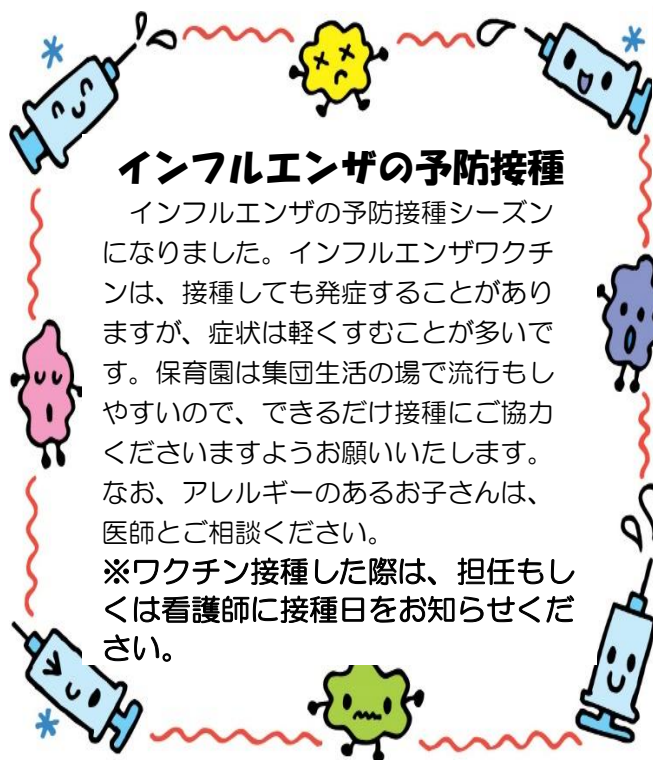 インフルエンザの予防接種
　インフルエンザの予防接種シーズン
になりました。インフルエンザワクチ
ンは、接種しても発症することがあり
ますが、症状は軽くすむことが多いで
す。保育園は集団生活の場で流行もし
やすいので、できるだけ接種にご協力
くださいますようお願いいたします。
なお、アレルギーのあるお子さんは、
医師とご相談ください。
※ワクチン接種した際は、担任もし
くは看護師に接種日をお知らせくだ
さい。